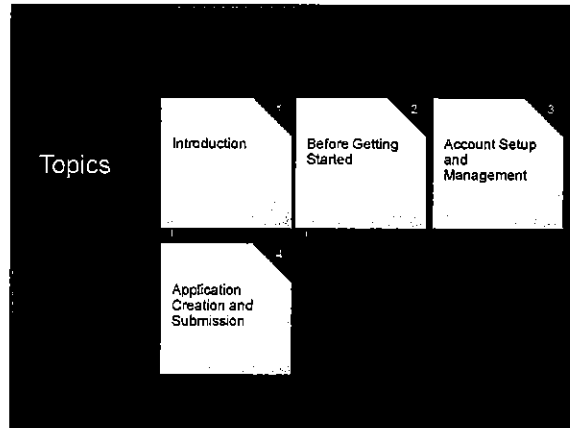 Topics
1
Introduction
2
Before Getting
Started
3
Account Setup
and
Management
4
Application
Creation and
Submission